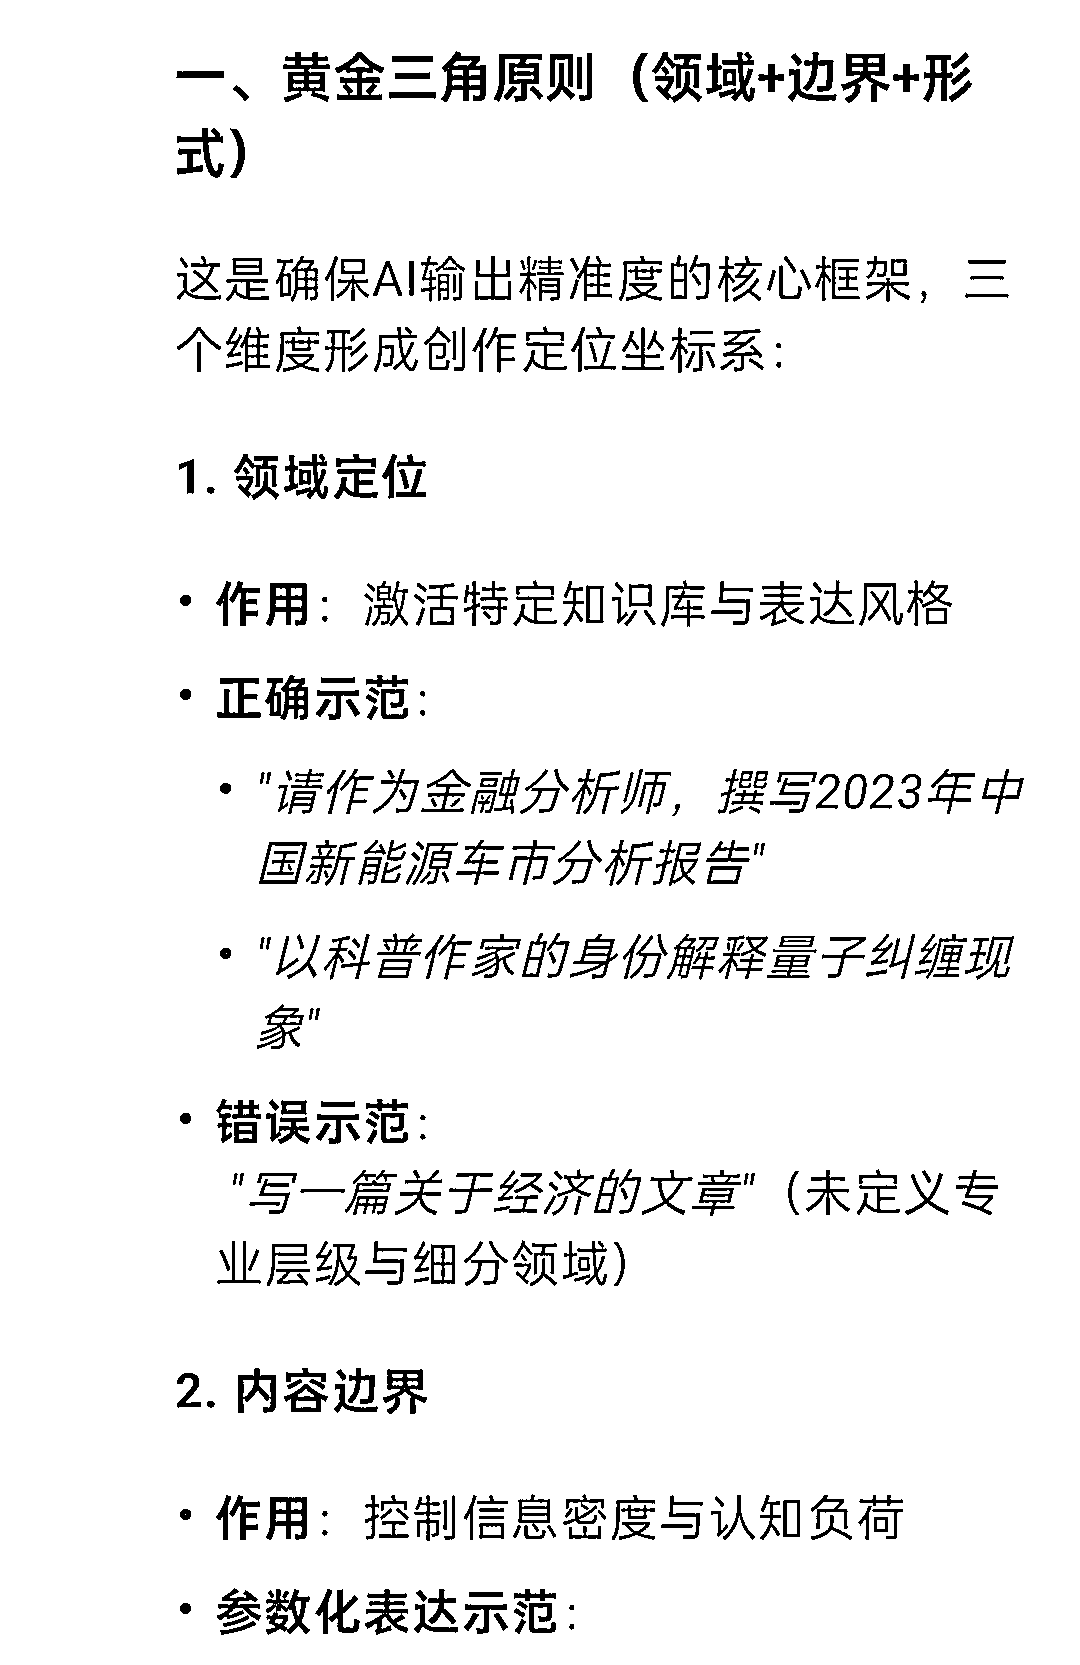 一、黄金三角原则（领域+边界+形
式）
这是确保AI输出精准度的核心框架，三
个维度形成创作定位坐标系：
1. 领域定位
• 作用：激活特定知识库与表达风格
• 正确示范：
• "请作为金融分析师，撰写2023年中
国新能源车市分析报告"
• "以科普作家的身份解释量子纠缠现
象"
• 错误示范：
"写一篇关于经济的文章"（未定义专
业层级与细分领域）
2. 内容边界
• 作用：控制信息密度与认知负荷
• 参数化表达示范：